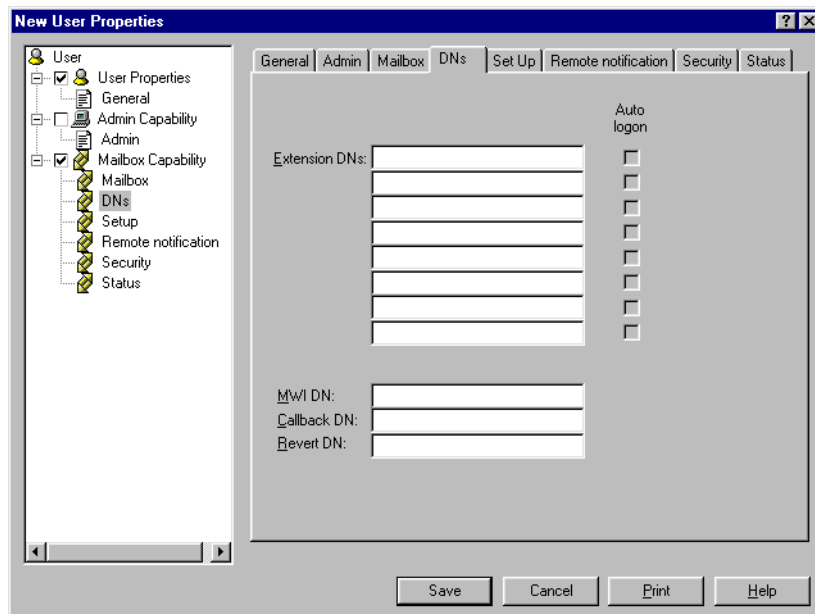 New User Properties
User
User Properties
General
Admin Capability
Admin
Mailbox Capability
Mailbox
DNs
Setup
Remote notification
Security
Status
General
Admin
Mailbox
DNs
Set Up
Remote notification
Security
Status
Auto
logon
Extension DNs:
MWI DN:
Callback DN:
Revert DN:
Save
Cancel
Print
Help